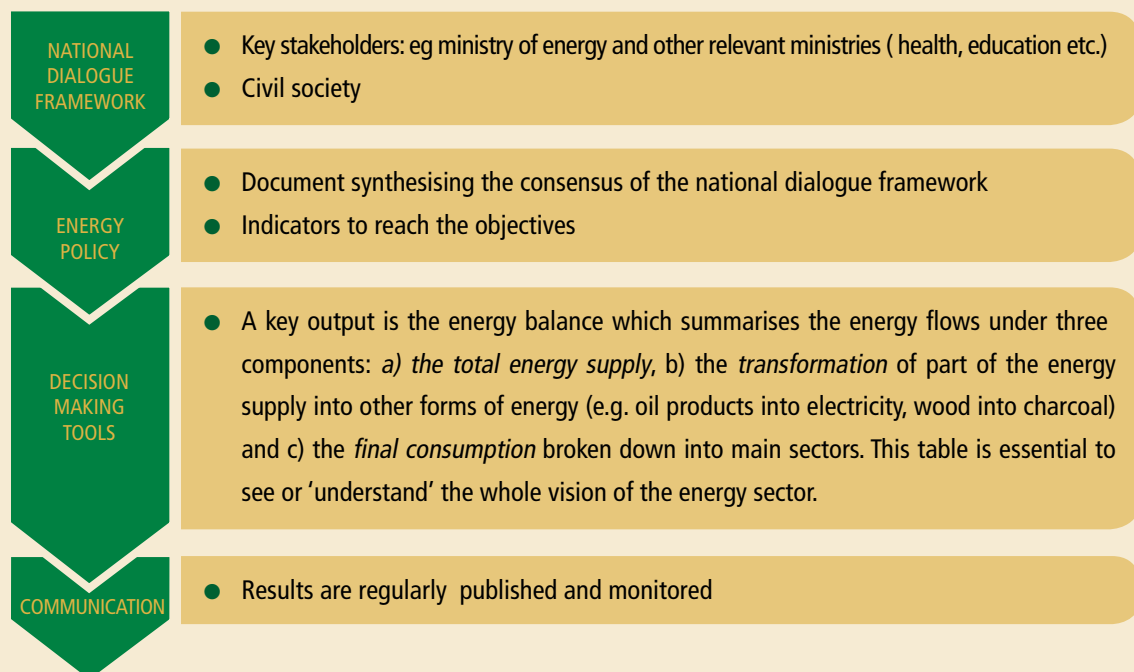 NATIONAL
DIALOGUE
FRAMEWORK
● Key stakeholders: eg ministry of energy and other relevant ministries ( health, education etc.)
● Civil society
ENERGY
POLICY
● Document synthesising the consensus of the national dialogue framework
● Indicators to reach the objectives
DECISION
MAKING
TOOLS
● A key output is the energy balance which summarises the energy flows under three
components: a) the total energy supply, b) the transformation of part of the energy
supply into other forms of energy (e.g. oil products into electricity, wood into charcoal)
and c) the final consumption broken down into main sectors. This table is essential to
see or ‘understand’ the whole vision of the energy sector.
COMMUNICATION
● Results are regularly published and monitored